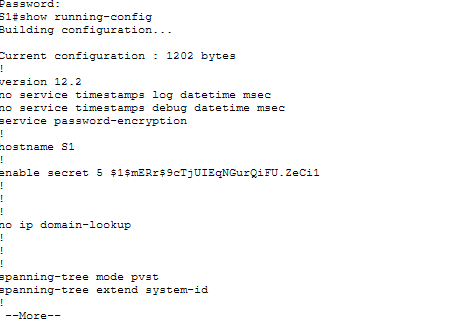 Password:
S1#show running-config
Building configuration...
Current configuration : 1202 bytes
!
version 12.2
no service timestamps log datetime msec
no service timestamps debug datetime msec
service password-encryption
!
hostname S1
!
enable secret 5 $1$mERr$9cTjUIEqNGurQiFU.ZeCi1
!
!
!
no ip domain-lookup
!
!
!
spanning-tree mode pvst
spanning-tree extend system-id
!
--More--